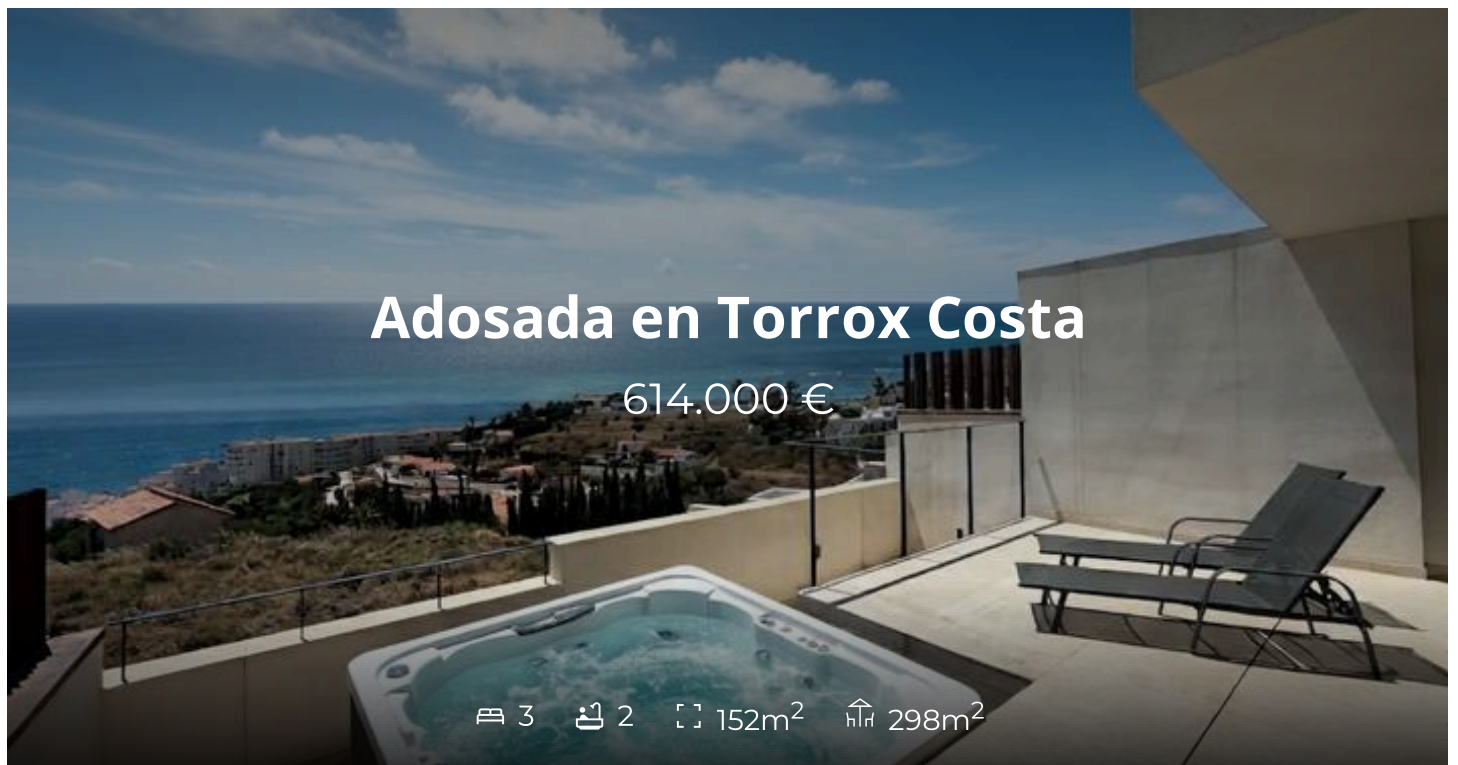 Adosada en Torrox Costa
614.000 €
3 2 152m² 298m²